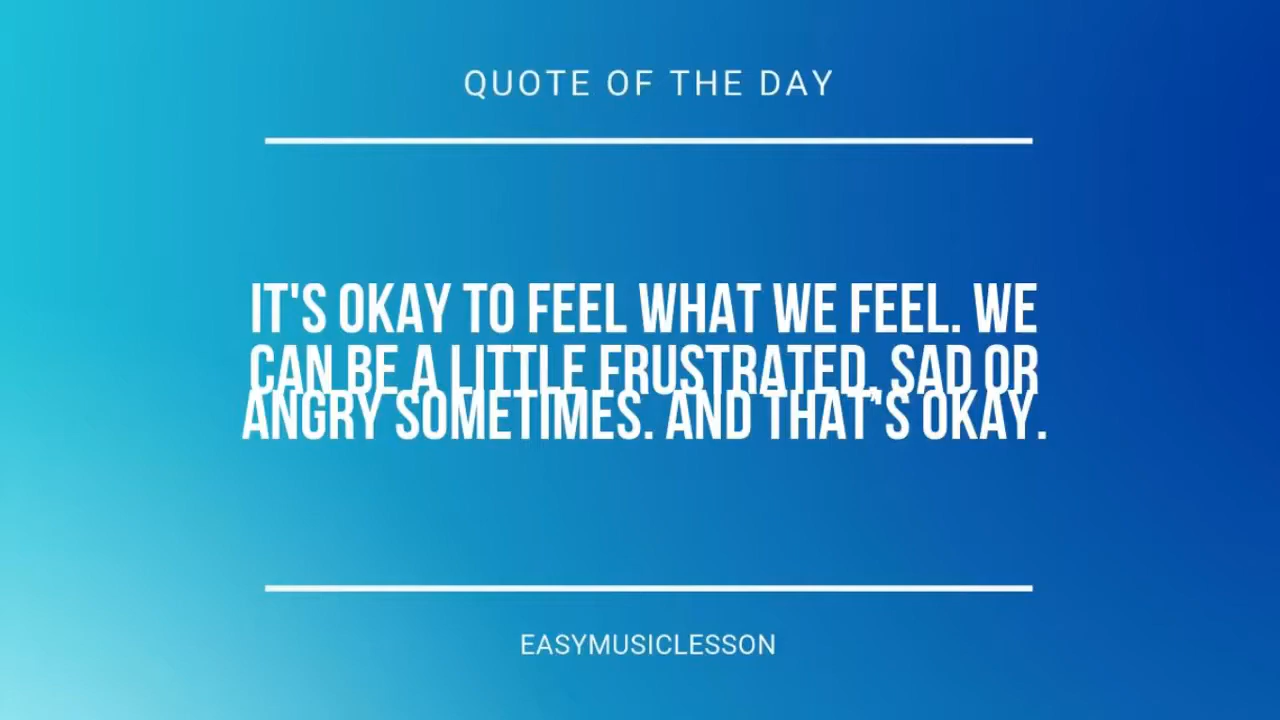 QUOTE OF THE DAY
IT'S OKAY TO FEEL WHAT WE FEEL. WE
CAN BE A LITTLE FRUSTRATED, SAD OR
ANGRY SOMETIMES. AND THAT'S OKAY.
EASYMUSICLESSON